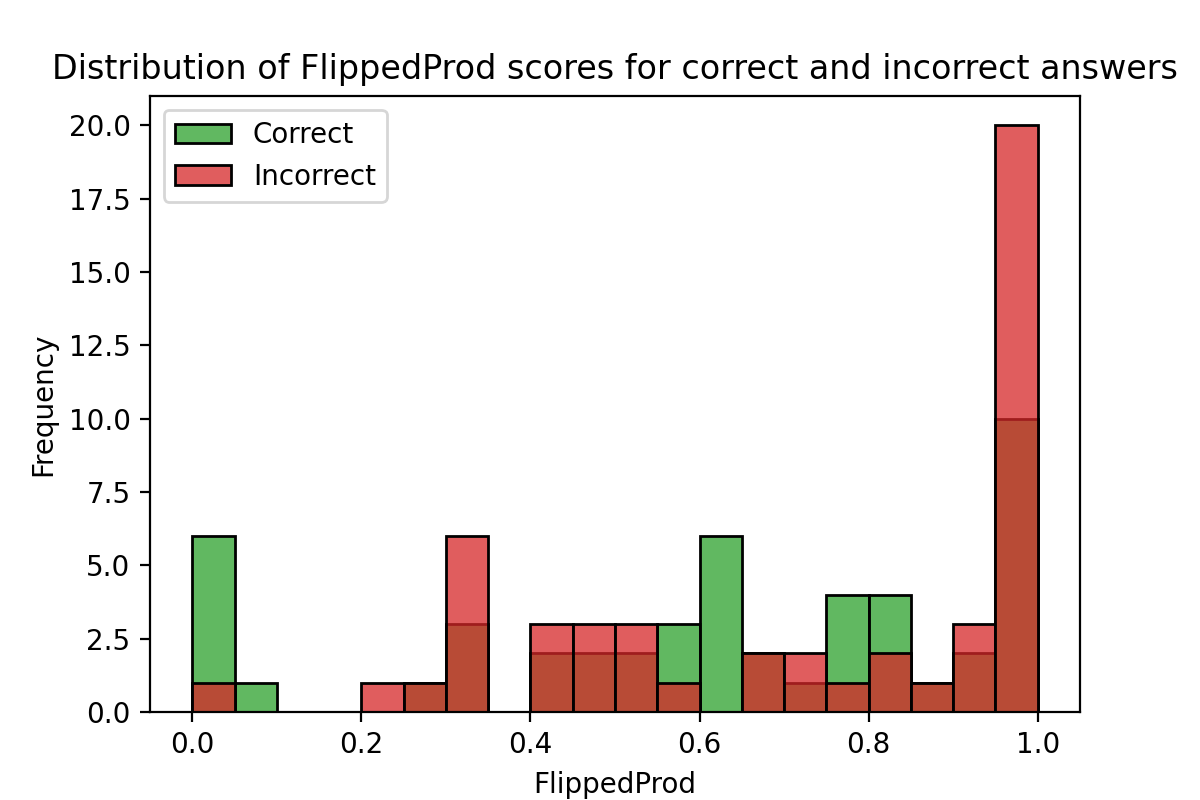 Distribution of FlippedProd scores for correct and incorrect answers
Correct
Incorrect
20.0
17.5
15.0
12.5
10.0
7.5
5.0
2.5
0.0
Frequency
0.0 0.2 0.4 0.6 0.8 1.0
FlippedProd